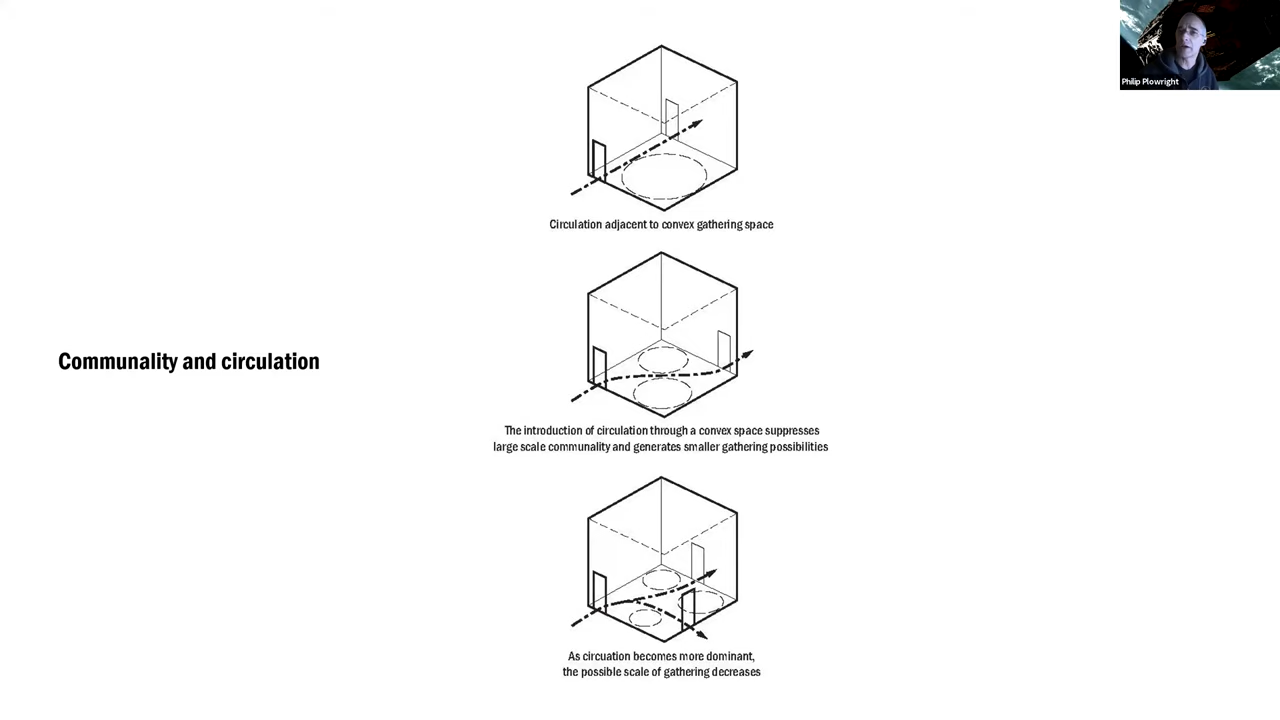 Philip Plowright
Circulation adjacent to convex gathering space
The introduction of circulation through a convex space suppresses
large scale communality and generates smaller gathering possibilities
Communality and circulation
As circuation becomes more dominant,
the possible scale of gathering decreases